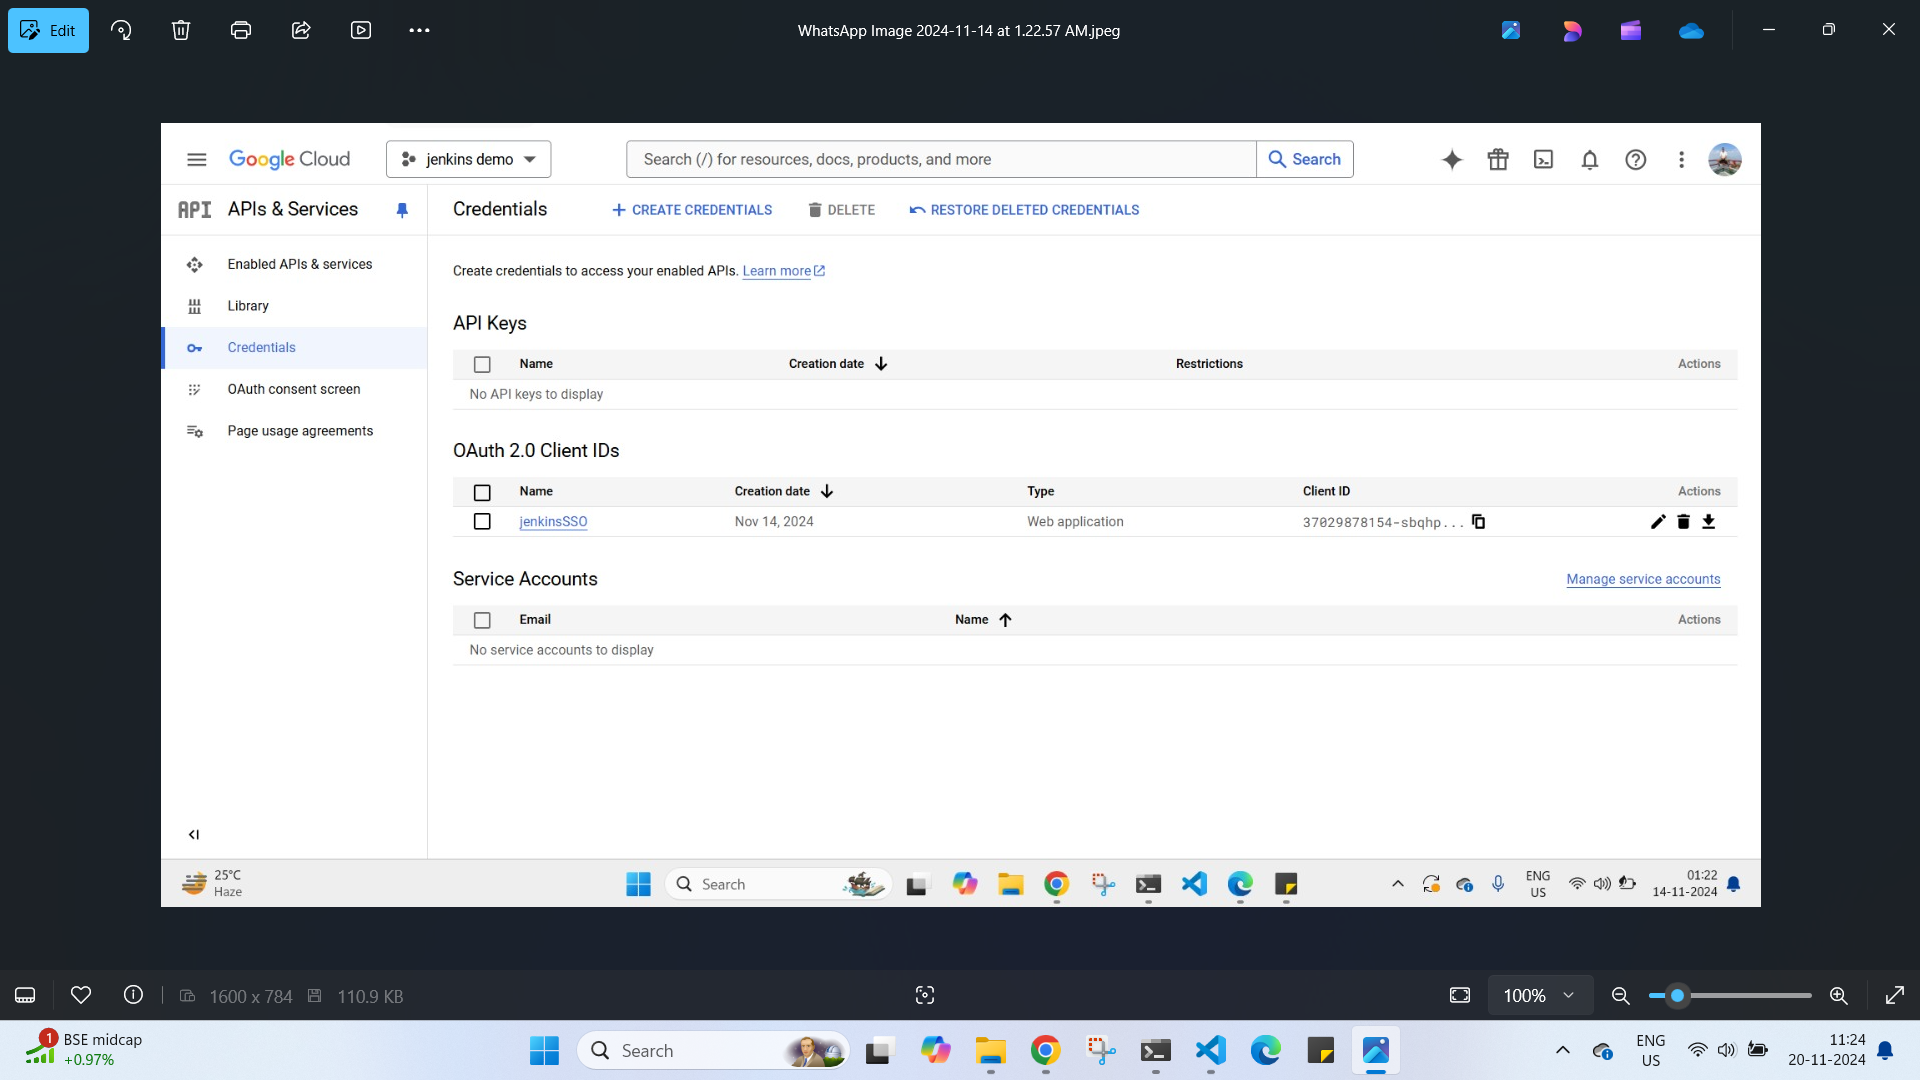 Edit
WhatsApp Image 2024-11-14 at 1.22.57 AM.jpeg
Google Cloud
jenkins demo
Search (/) for resources, docs, products, and more
Search
API APIs & Services
Credentials
CREATE CREDENTIALS
DELETE
RESTORE DELETED CREDENTIALS
Enabled APIs & services
Library
Credentials
OAuth consent screen
Page usage agreements
Create credentials to access your enabled APIs. Learn more
API Keys
Name Creation date Restrictions Actions
No API keys to display
OAuth 2.0 Client IDs
Name Creation date Type Client ID Actions
jenkinsSSO Nov 14, 2024 Web application 37029878154-sbqhp...
Service Accounts Manage service accounts
Email Name Actions
No service accounts to display
25°C
Haze
Search
ENG
US
01:22
14-11-2024
1600 x 784 110.9 KB
100%
1
BSE midcap
+0.97%
Search
ENG
US
11:24
20-11-2024